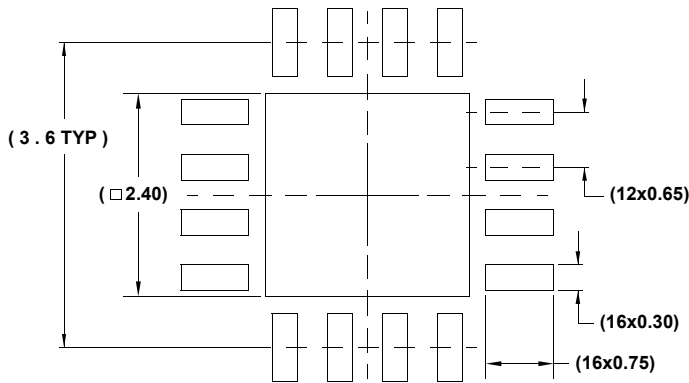 ( 3 . 6 TYP )
( □ 2.40)
(12x0.65)
(16x0.30)
(16x0.75)